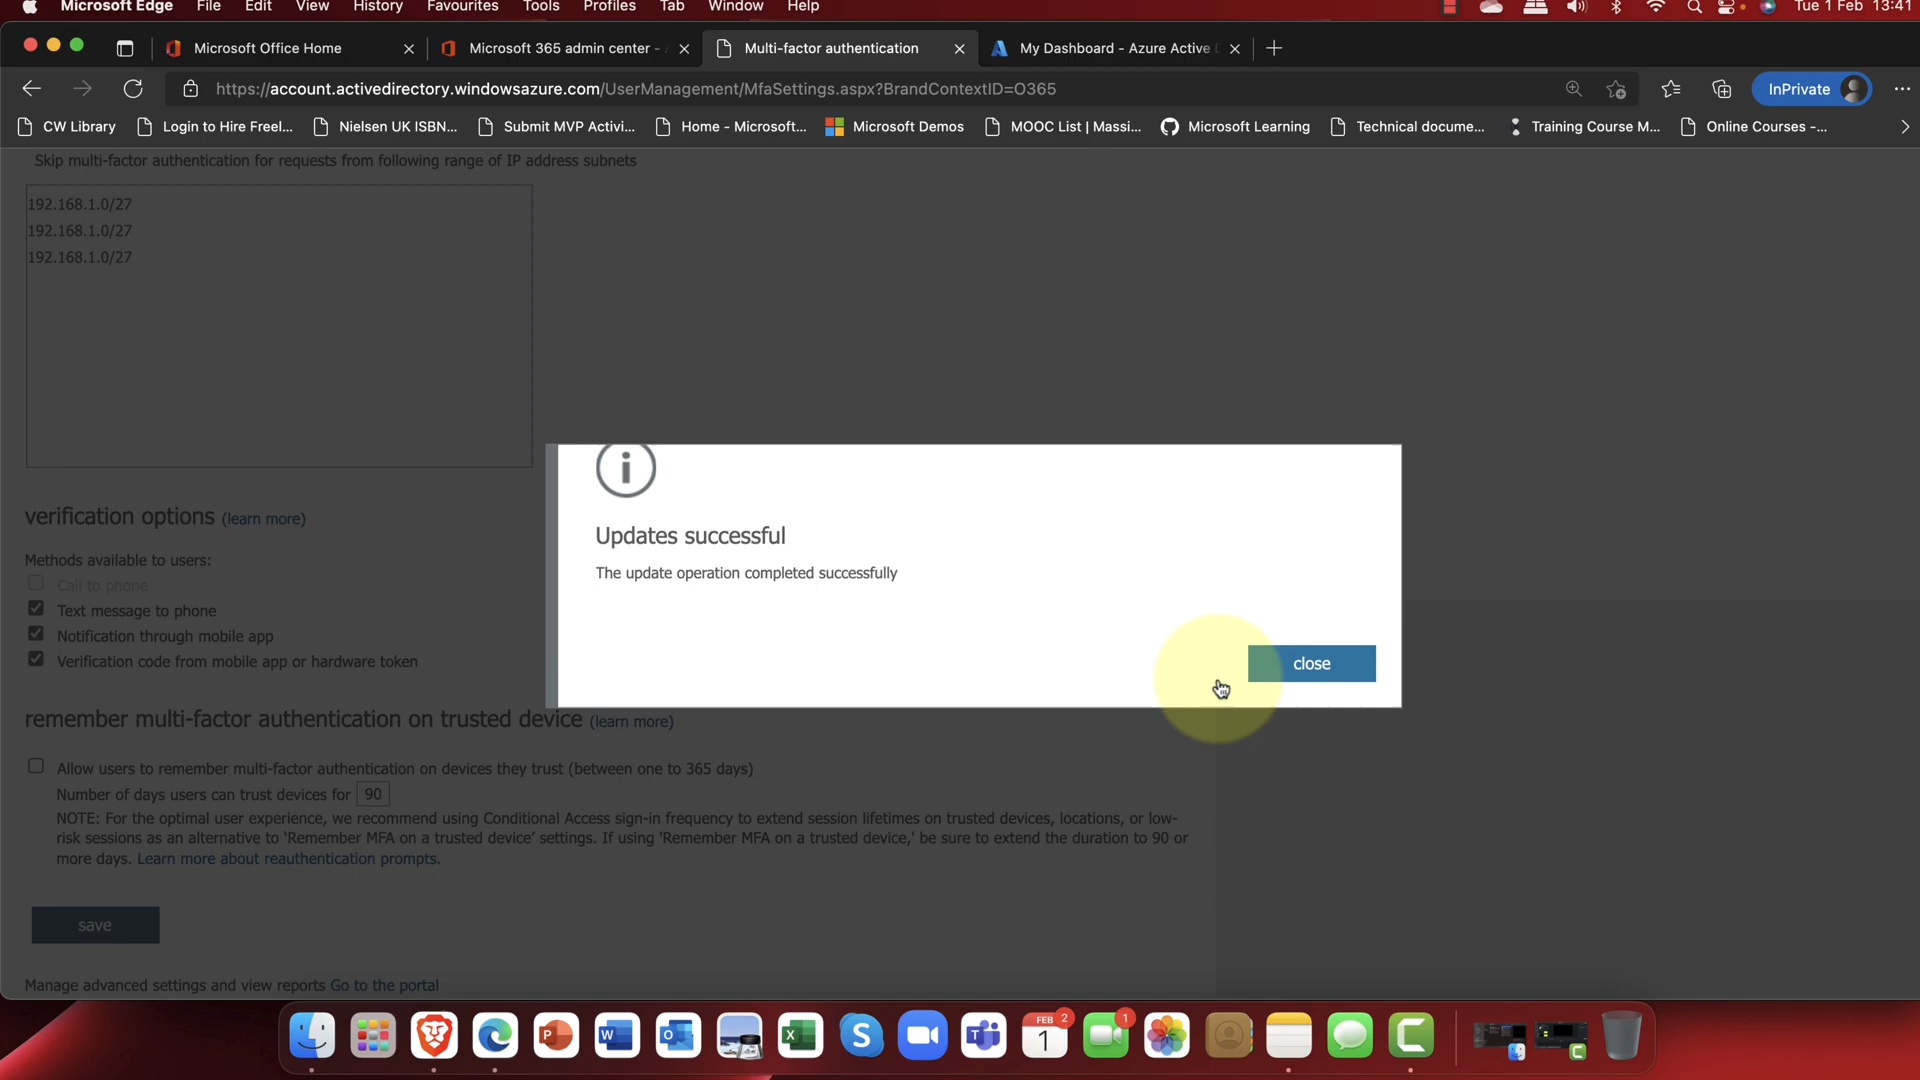 Microsoft Edge File Edit View History Favourites Tools Profiles Tab Window Help Tue 1 Feb 13:41
Microsoft Office Home Microsoft 365 admin center - Multi-factor authentication My Dashboard - Azure Active
https://account.activedirectory.windowsazure.com/UserManagement/MfaSettings.aspx?BrandContextID=O365 InPrivate
CW Library Login to Hire Freel... Nielsen UK ISBN... Submit MVP Activi... Home - Microsoft... Microsoft Demos MOOC List | Massi... Microsoft Learning Technical docume... Training Course M... Online Courses -...
Skip multi-factor authentication for requests from following range of IP address subnets
192.168.1.0/27
192.168.1.0/27
192.168.1.0/27
i
Updates successful
The update operation completed successfully
close
verification options (learn more)
Methods available to users:
Call to phone
Text message to phone
Notification through mobile app
Verification code from mobile app or hardware token
remember multi-factor authentication on trusted device (learn more)
Allow users to remember multi-factor authentication on devices they trust (between one to 365 days)
Number of days users can trust devices for 90
NOTE: For the optimal user experience, we recommend using Conditional Access sign-in frequency to extend session lifetimes on trusted devices, locations, or low-
risk sessions as an alternative to 'Remember MFA on a trusted device' settings. If using 'Remember MFA on a trusted device,' be sure to extend the duration to 90 or
more days. Learn more about reauthentication prompts.
save
Manage advanced settings and view reports Go to the portal
P W O X S T FEB 1 2 1 C